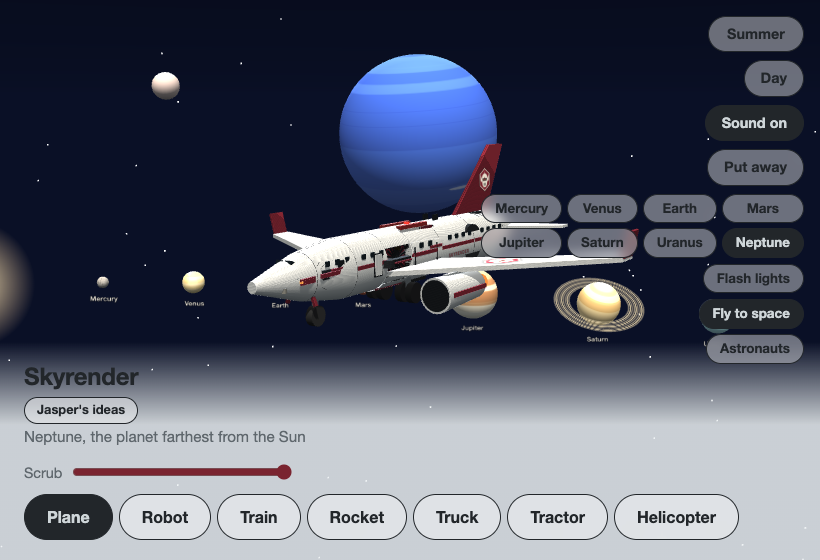 Summer
Day
Sound on
Put away
Mercury Venus Earth Mars
Jupiter Saturn Uranus Neptune
Flash lights
Fly to space
Astronauts
Mercury
Venus
Earth
Mars
Jupiter
Saturn
Skyrender
Jasper's ideas
Neptune, the planet farthest from the Sun
Scrub
Plane Robot Train Rocket Truck Tractor Helicopter